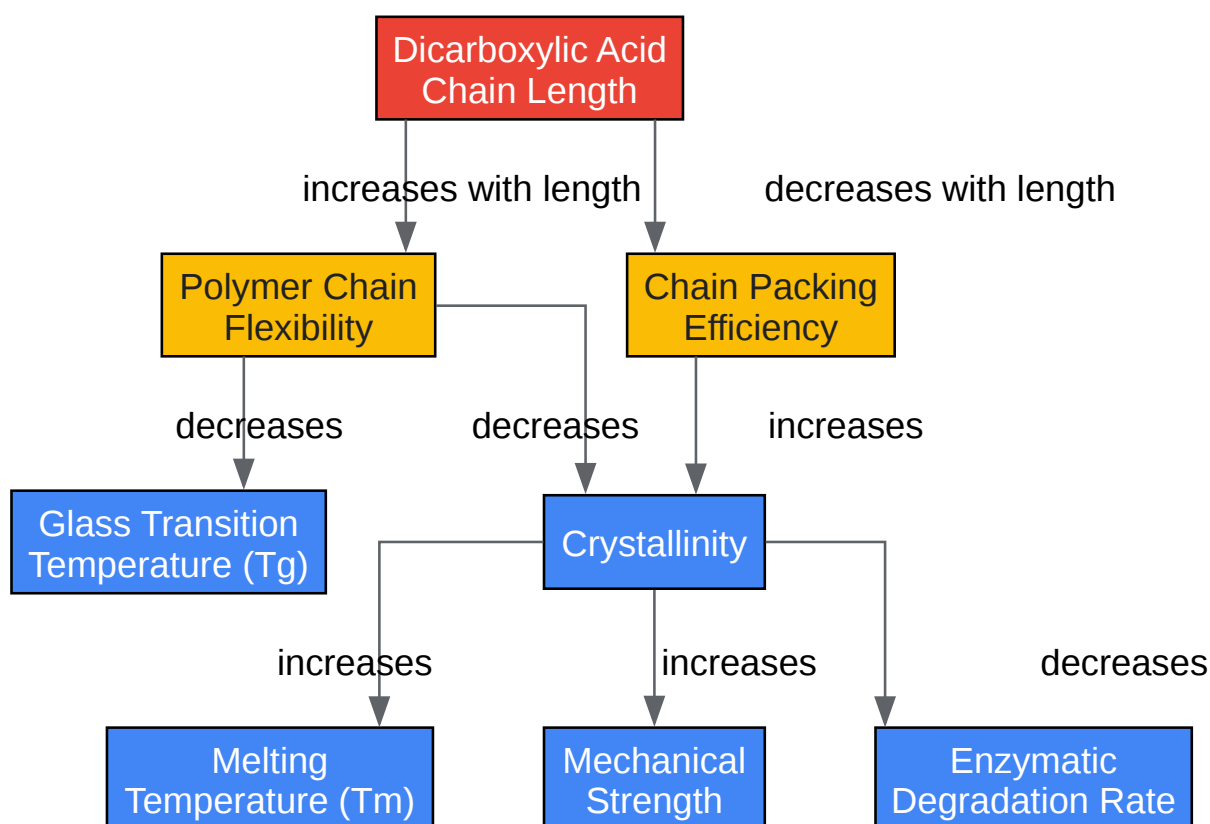 Dicarboxylic Acid
Chain Length
increases with length
decreases with length
Polymer Chain
Flexibility
Chain Packing
Efficiency
decreases
decreases
increases
Glass Transition
Temperature (Tg)
Crystallinity
increases
increases
decreases
Melting
Temperature (Tm)
Mechanical
Strength
Enzymatic
Degradation Rate